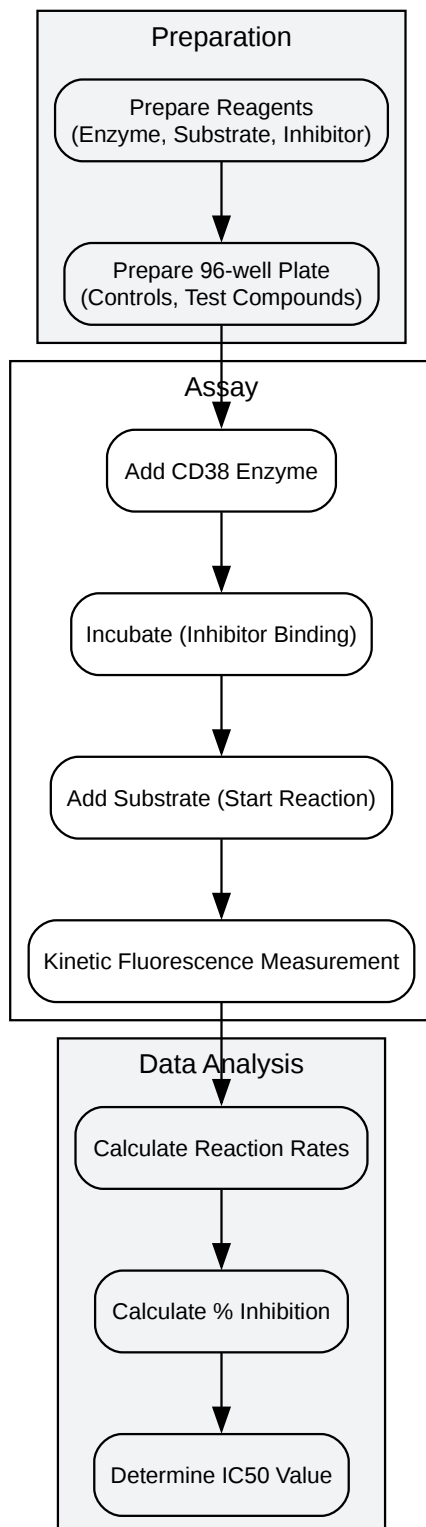 Preparation
Prepare Reagents
(Enzyme, Substrate, Inhibitor)
Prepare 96-well Plate
(Controls, Test Compounds)
Assay
Add CD38 Enzyme
Incubate (Inhibitor Binding)
Add Substrate (Start Reaction)
Kinetic Fluorescence Measurement
Data Analysis
Calculate Reaction Rates
Calculate % Inhibition
Determine IC50 Value